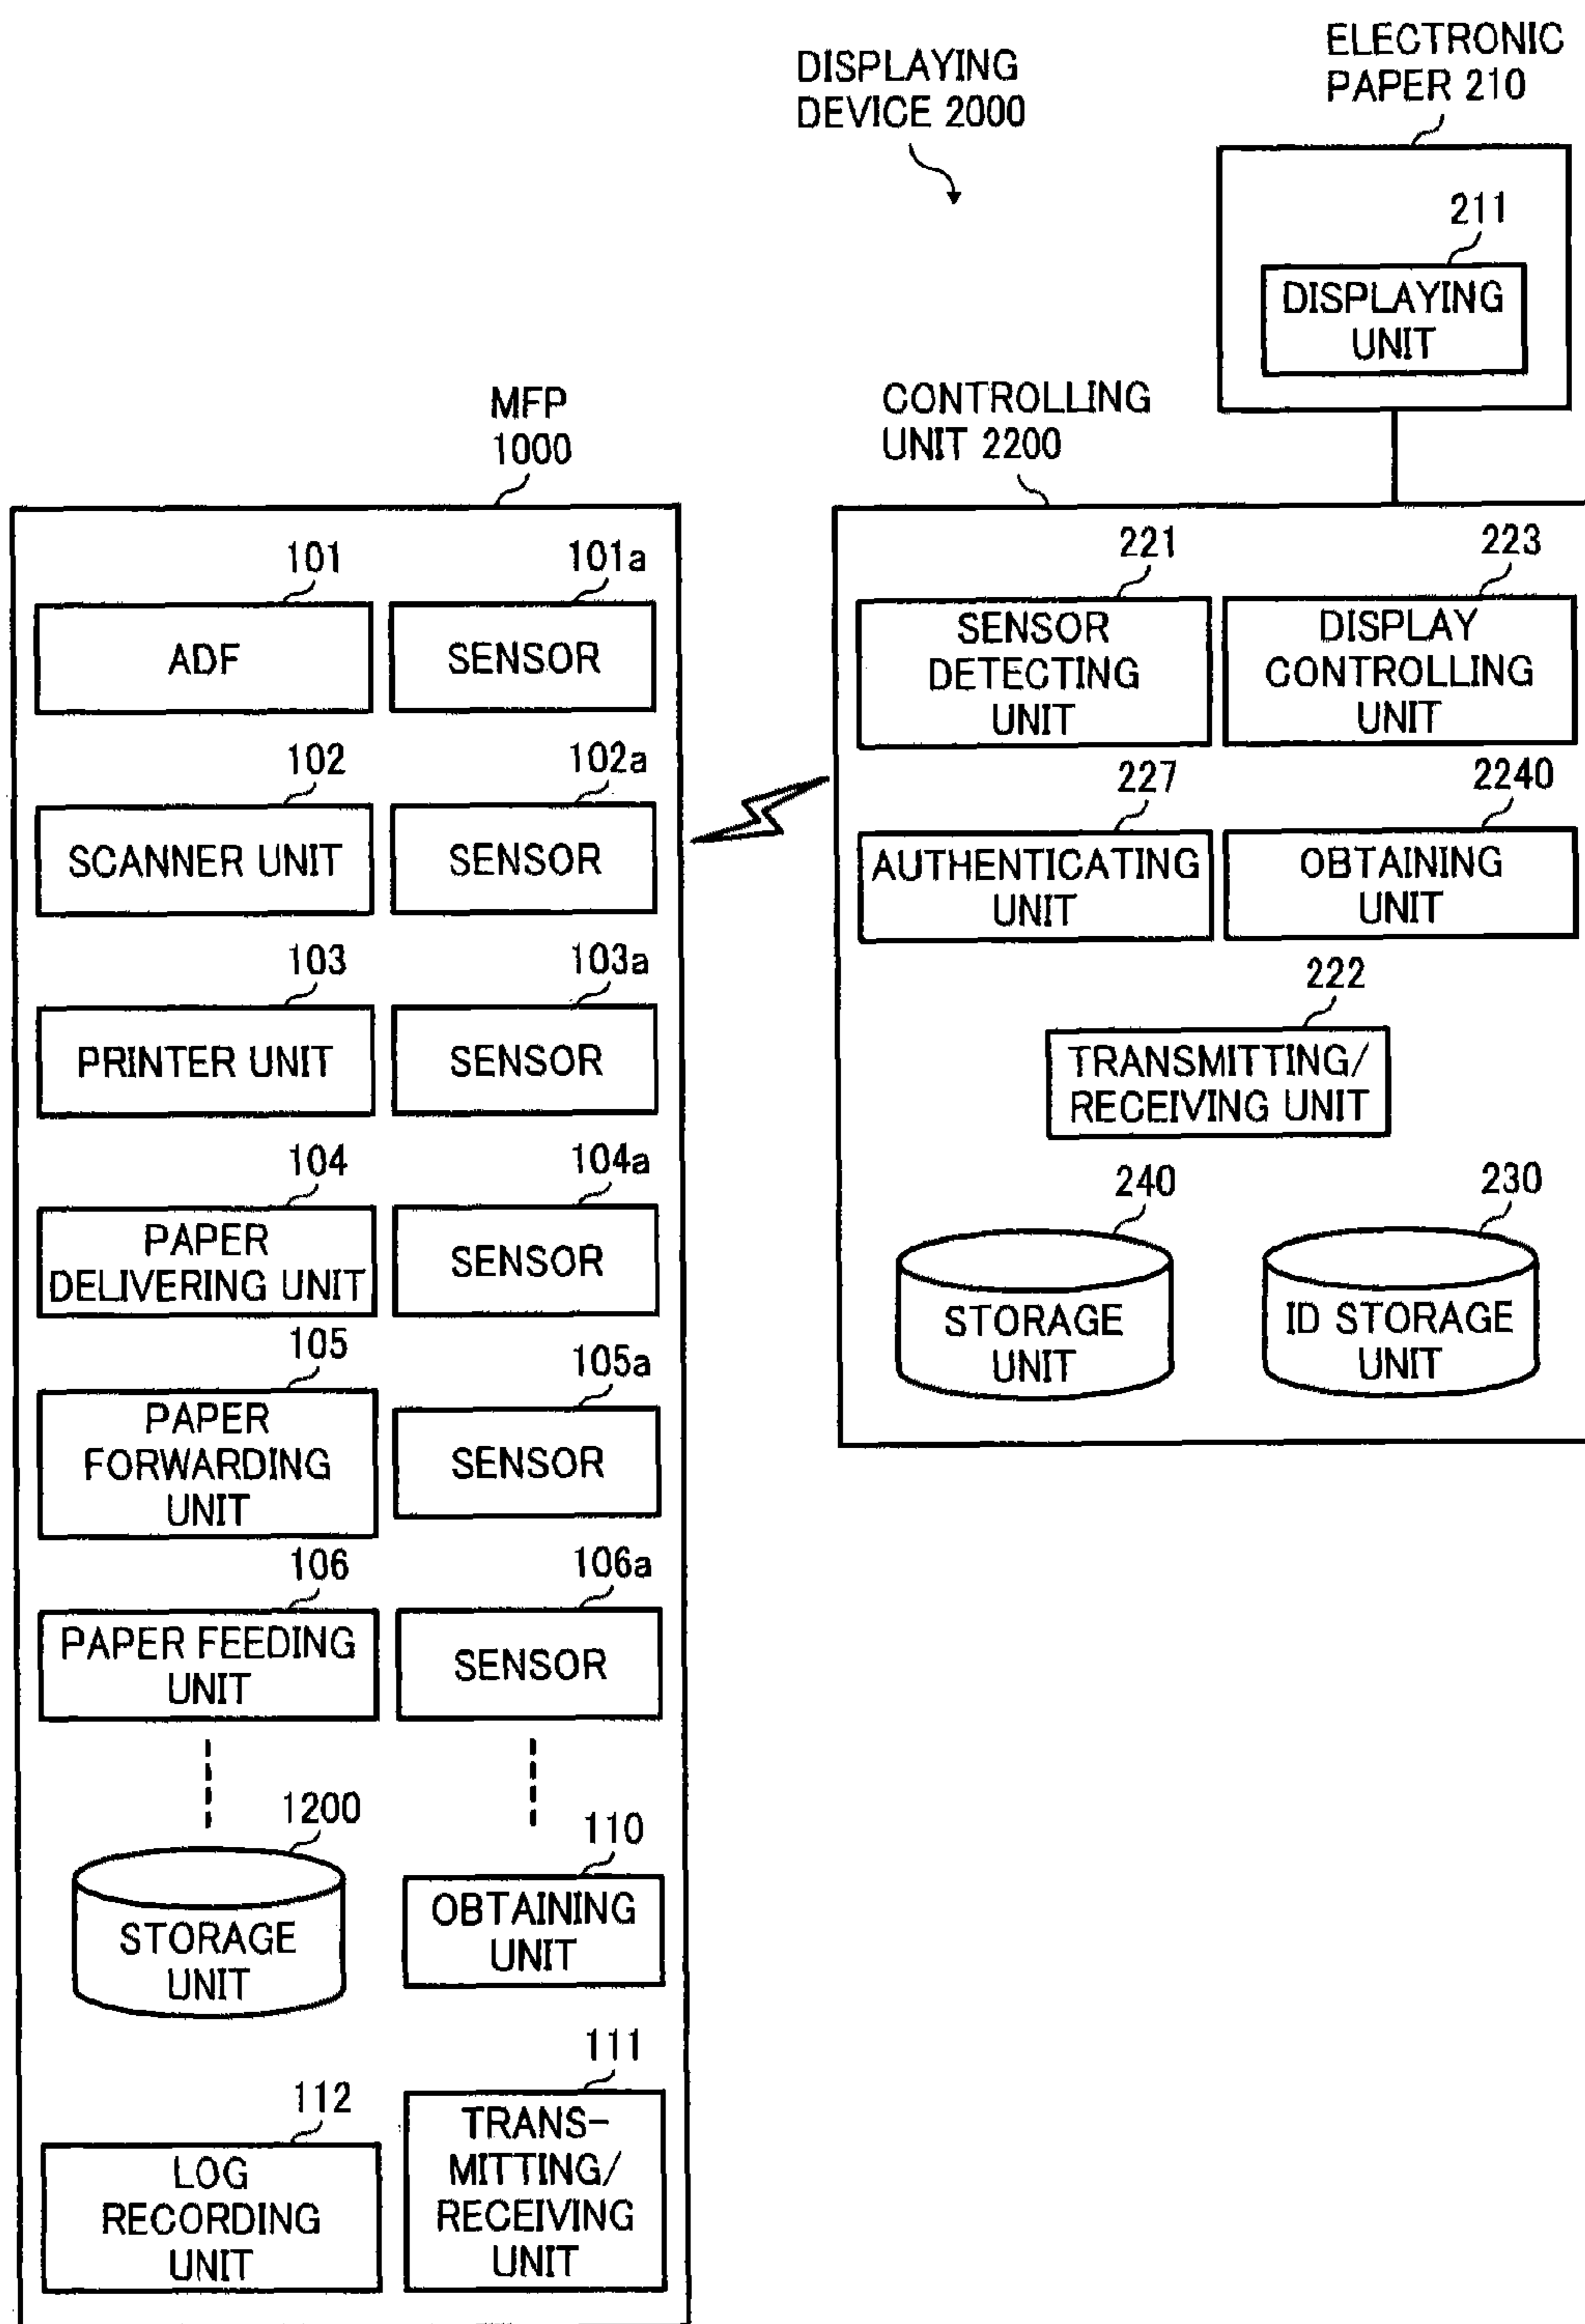 DISPLAYING
DEVICE 2000
ELECTRONIC
PAPER 210
211
DISPLAYING
UNIT
MFP
1000
101
101a
ADF
SENSOR
102
102a
SCANNER UNIT
SENSOR
103
103a
PRINTER UNIT
SENSOR
104
104a
PAPER
DELIVERING UNIT
SENSOR
105
105a
PAPER
FORWARDING
UNIT
SENSOR
106
106a
PAPER FEEDING
UNIT
SENSOR
1200
STORAGE
UNIT
110
OBTAINING
UNIT
112
LOG
RECORDING
UNIT
111
TRANS-
MITTING/
RECEIVING
UNIT
CONTROLLING
UNIT 2200
221
SENSOR
DETECTING
UNIT
223
DISPLAY
CONTROLLING
UNIT
227
AUTHENTICATING
UNIT
2240
OBTAINING
UNIT
222
TRANSMITTING/
RECEIVING UNIT
240
STORAGE
UNIT
230
ID STORAGE
UNIT